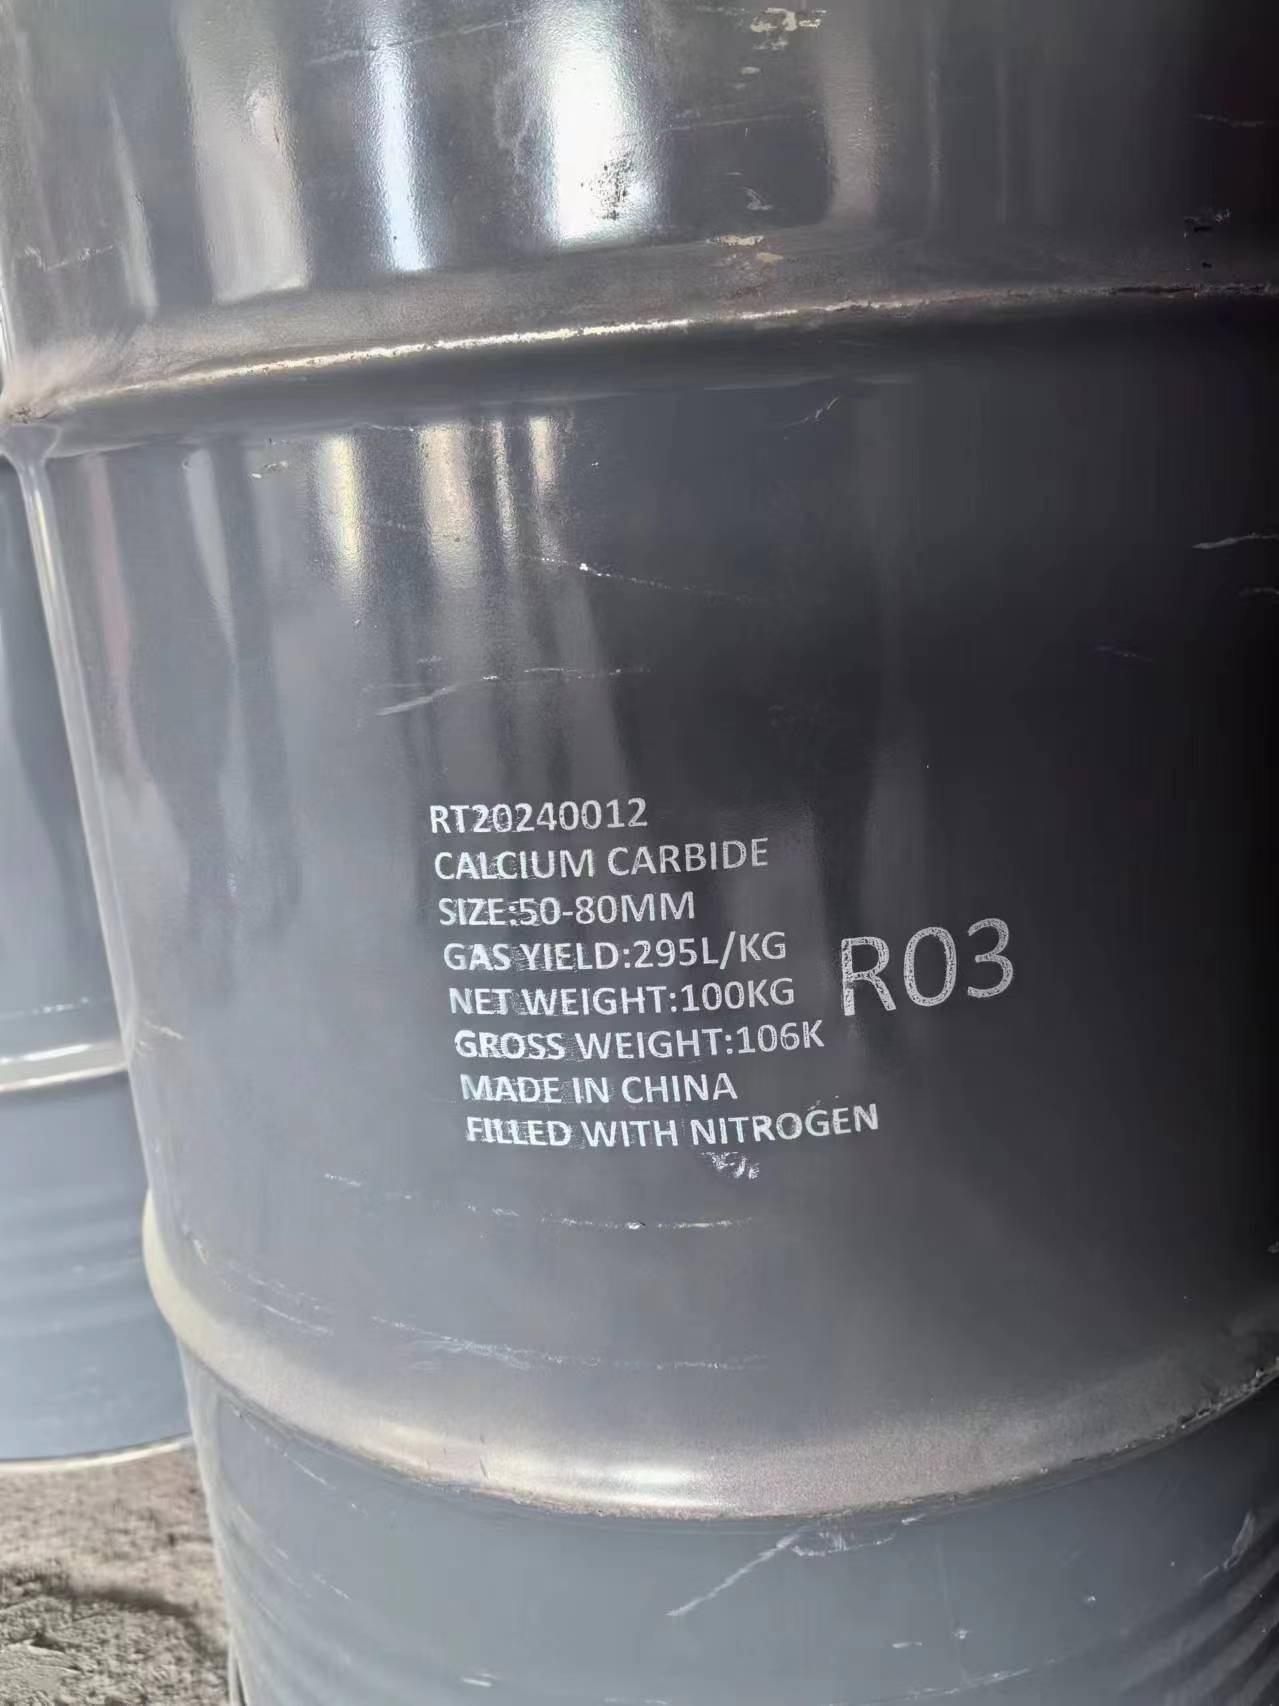 RT20240012
CALCIUM CARBIDE
SIZE:50-80MM
GAS YIELD:295L/KG
NET WEIGHT:100KG
GROSS WEIGHT:106K
MADE IN CHINA
FILLED WITH NITROGEN
R03